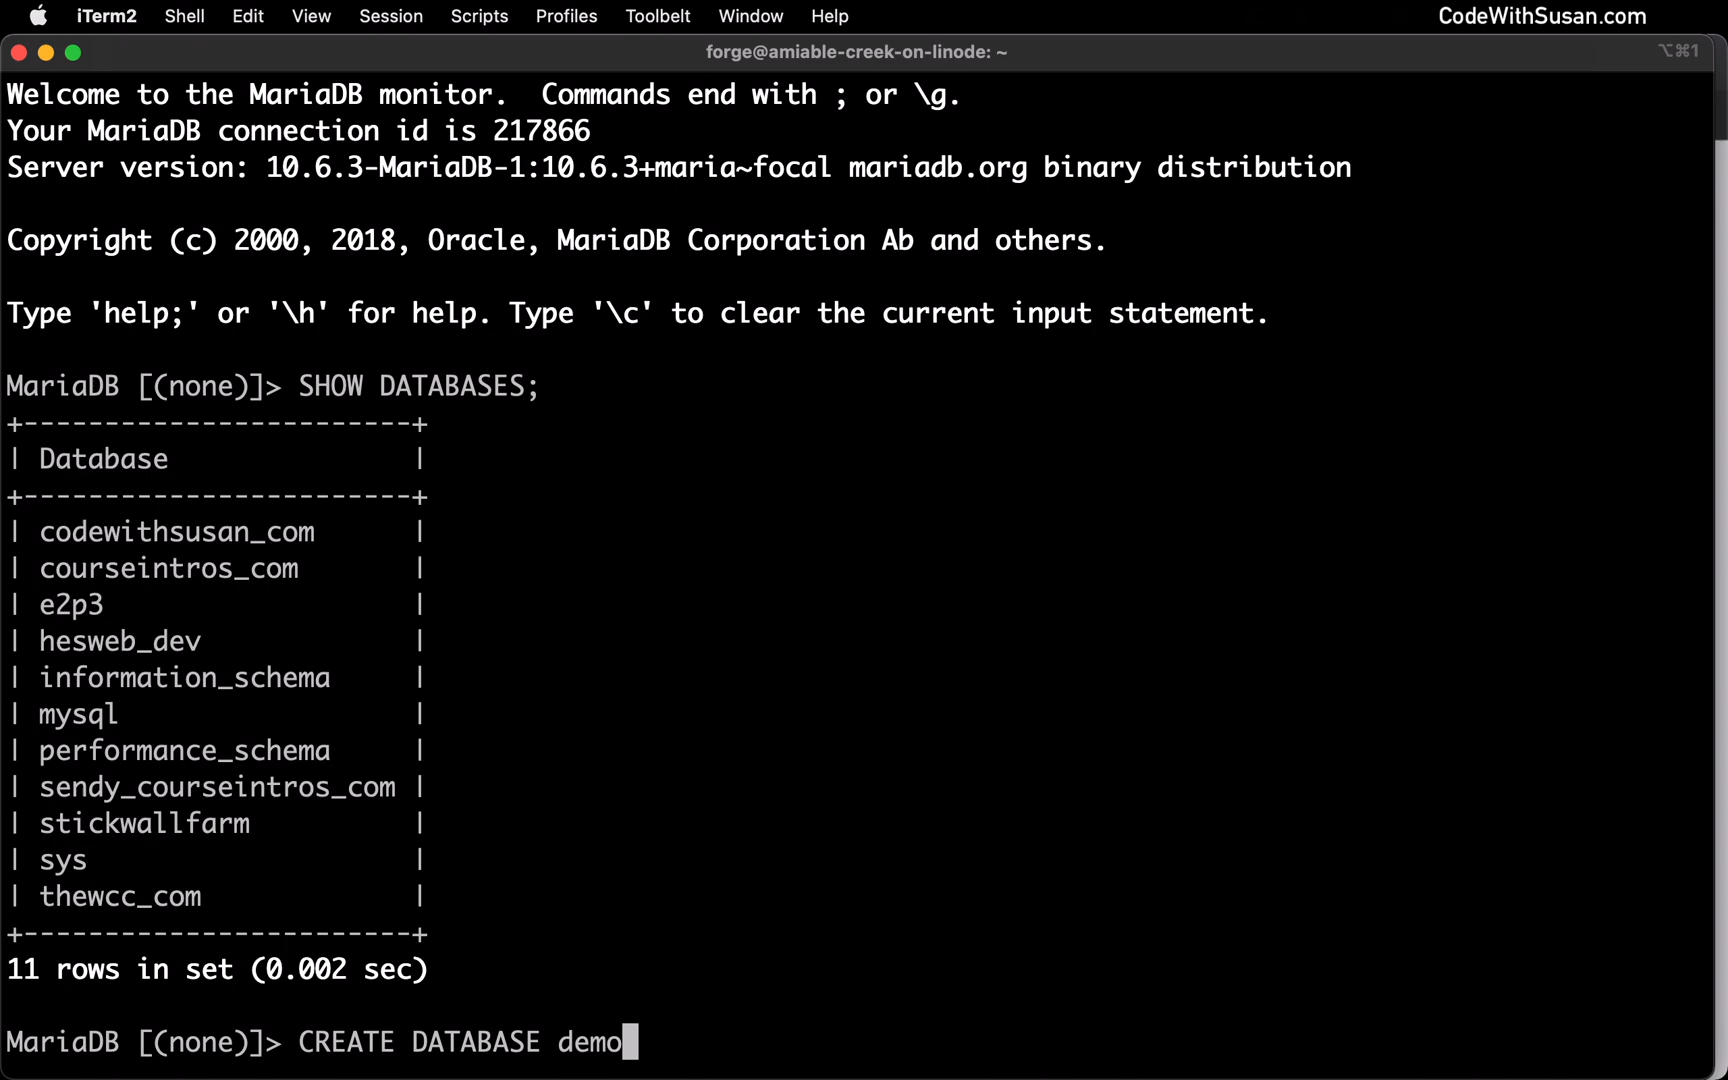 iTerm2 Shell Edit View Session Scripts Profiles Toolbelt Window Help CodeWithSusan.com
forge@amiable-creek-on-linode: ~ ⌥⌘1
Welcome to the MariaDB monitor.  Commands end with ; or \g.
Your MariaDB connection id is 217866
Server version: 10.6.3-MariaDB-1:10.6.3+maria~focal mariadb.org binary distribution
Copyright (c) 2000, 2018, Oracle, MariaDB Corporation Ab and others.
Type 'help;' or '\h' for help. Type '\c' to clear the current input statement.
MariaDB [(none)]> SHOW DATABASES;
+------------------------+
| Database               |
+------------------------+
| codewithsusan_com      |
| courseintros_com       |
| e2p3                   |
| hesweb_dev             |
| information_schema     |
| mysql                  |
| performance_schema     |
| sendy_courseintros_com |
| stickwallfarm          |
| sys                    |
| thewcc_com             |
+------------------------+
11 rows in set (0.002 sec)
MariaDB [(none)]> CREATE DATABASE demo